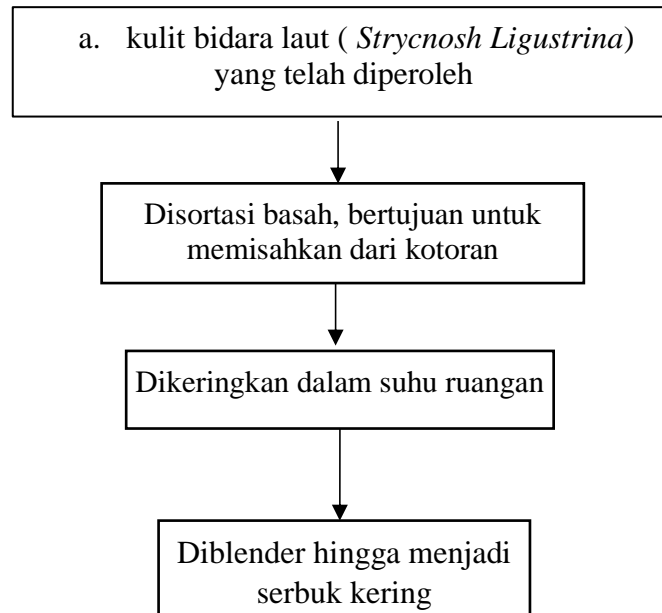 a. kulit bidara laut ( Strycnosh Ligustrina)
yang telah diperoleh
Disortasi basah, bertujuan untuk
memisahkan dari kotoran
Dikeringkan dalam suhu ruangan
Diblender hingga menjadi
serbuk kering